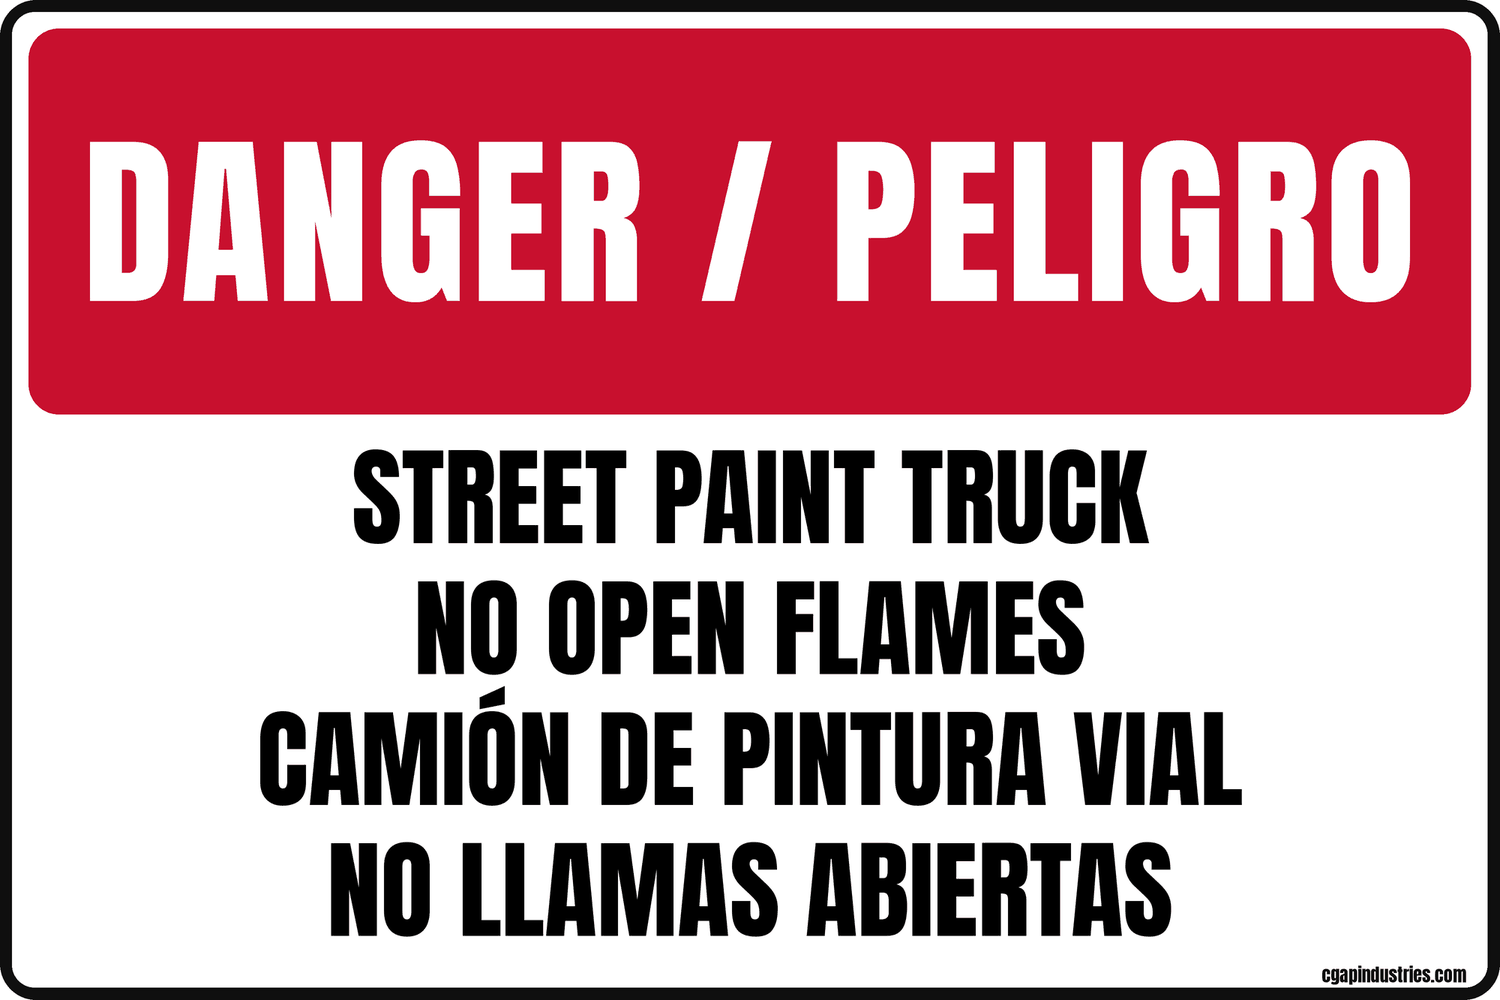 DANGER / PELIGRO
STREET PAINT TRUCK
NO OPEN FLAMES
CAMIÓN DE PINTURA VIAL
NO LLAMAS ABIERTAS
cgapindustries.com